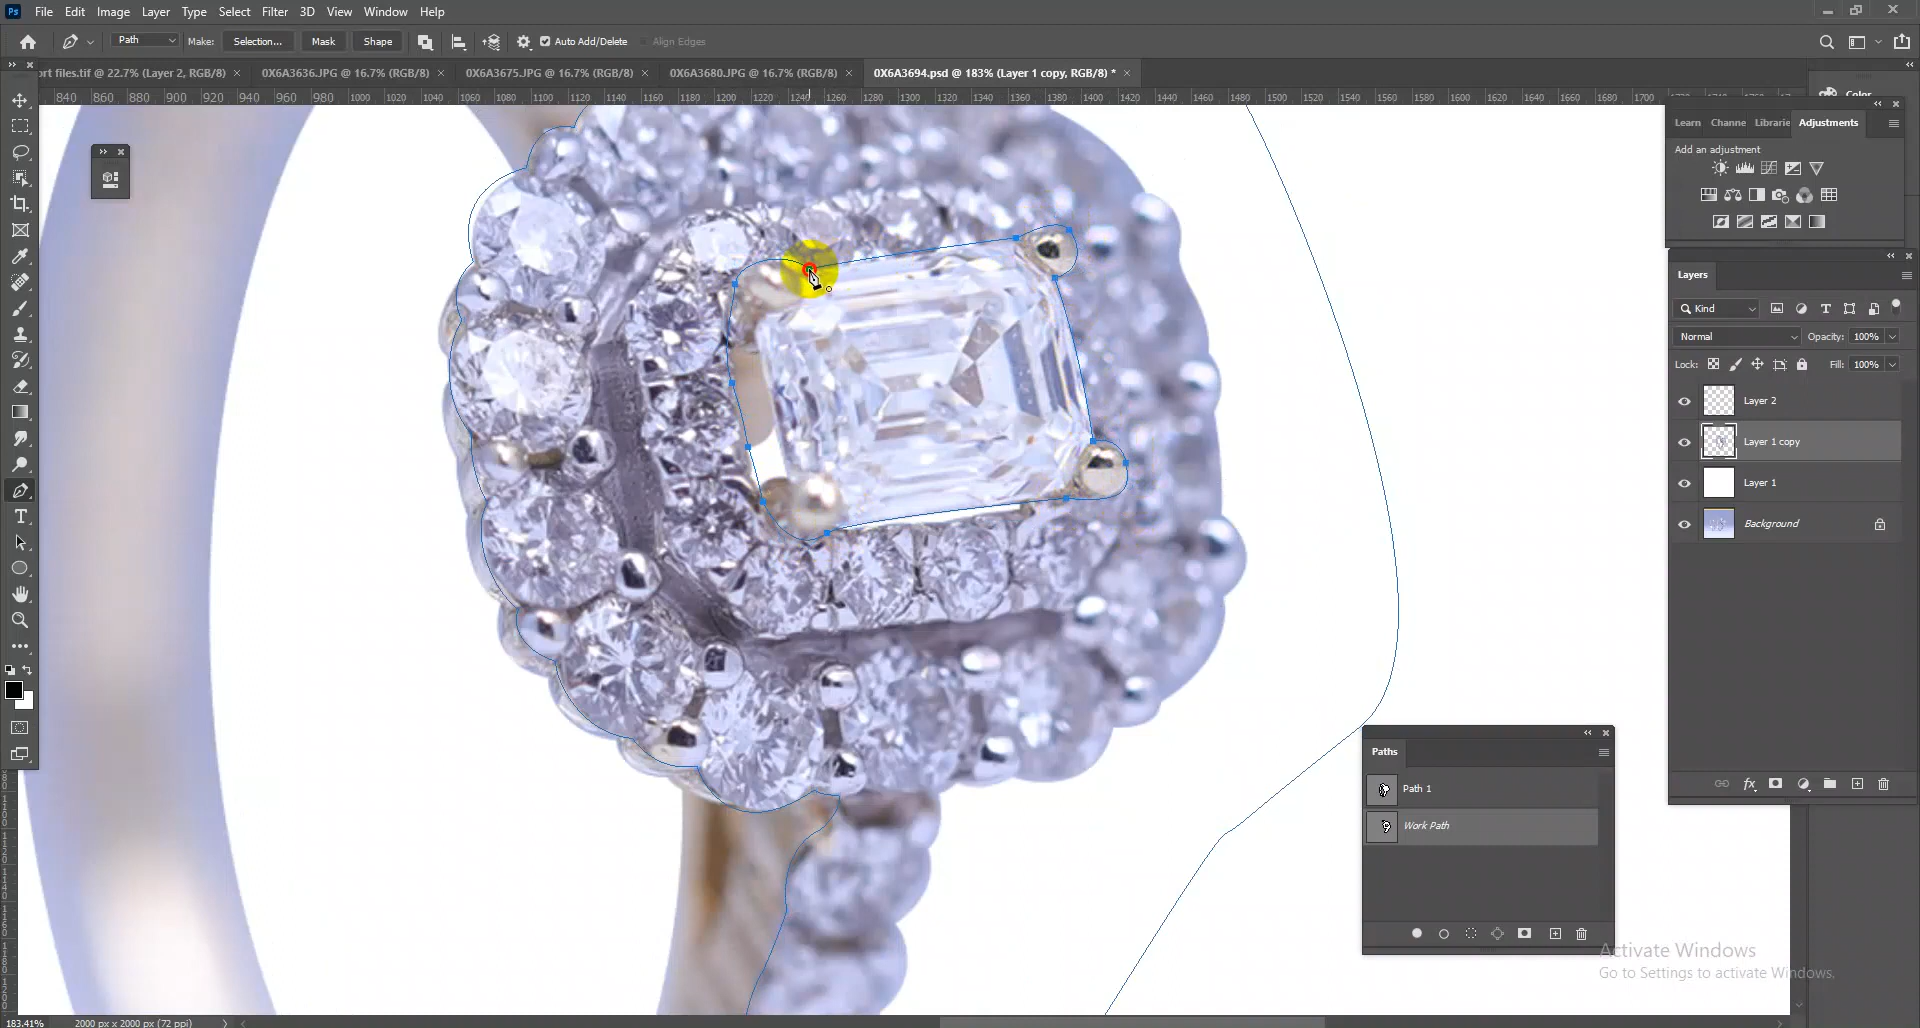 Ps File Edit Image Layer Type Select Filter 3D View Window Help
Path Make: Selection... Mask Shape Auto Add/Delete Align Edges
ort files.tif @ 22.7% (Layer 2, RGB/8) × 0X6A3636.JPG @ 16.7% (RGB/8) × 0X6A3675.JPG @ 16.7% (RGB/8) × 0X6A3680.JPG @ 16.7% (RGB/8) × 0X6A3694.psd @ 183% (Layer 1 copy, RGB/8) * ×
840 860 880 900 920 940 960 980 1000 1020 1040 1060 1080 1100 1120 1140 1160 1180 1200 1220 1240 1260 1280 1300 1320 1340 1360 1380 1400 1420 1440 1460 1480 1500 1520 1540 1560 1580 1600 1620 1640 1660 1680 1700
Color
Learn Channe Librarie Adjustments
Add an adjustment
Layers
Kind
Normal Opacity: 100%
Lock: Fill: 100%
Layer 2
Layer 1 copy
Layer 1
Background
Paths
Path 1
Work Path
Activate Windows
Go to Settings to activate Windows.
183.41% 2000 px x 2000 px (72 ppi)